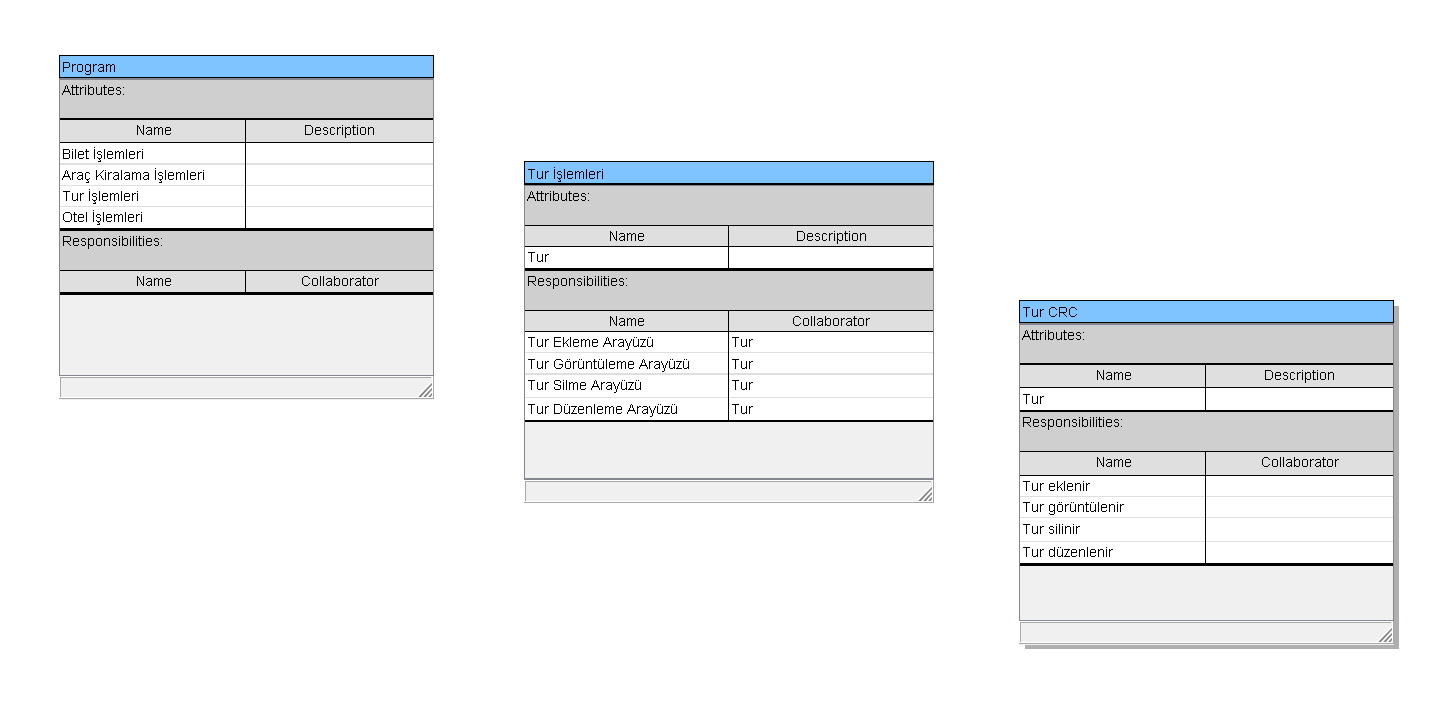 Program
Attributes:
Name Description
Bilet İşlemleri
Araç Kiralama İşlemleri
Tur İşlemleri
Otel İşlemleri
Responsibilities:
Name Collaborator
Tur İşlemleri
Attributes:
Name Description
Tur
Responsibilities:
Name Collaborator
Tur Ekleme Arayüzü Tur
Tur Görüntüleme Arayüzü Tur
Tur Silme Arayüzü Tur
Tur Düzenleme Arayüzü Tur
Tur CRC
Attributes:
Name Description
Tur
Responsibilities:
Name Collaborator
Tur eklenir
Tur görüntülenir
Tur silinir
Tur düzenlenir